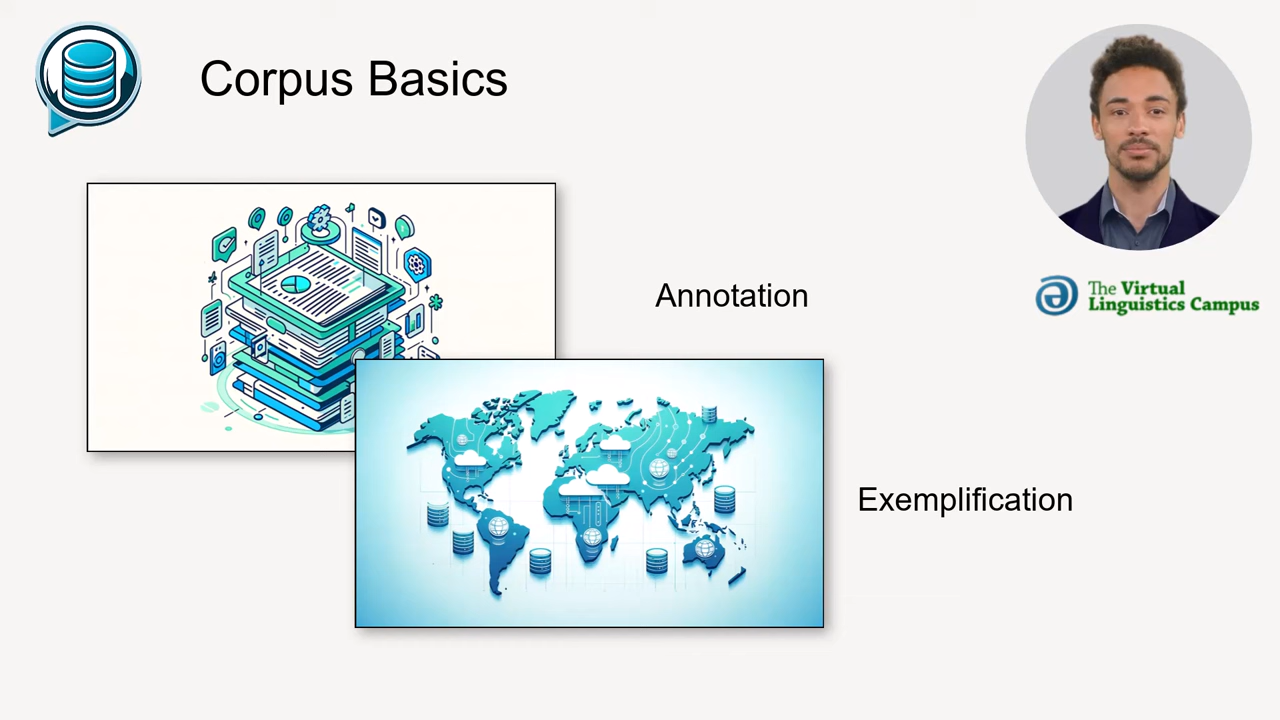 Corpus Basics
Annotation
The Virtual
Linguistics Campus
Exemplification